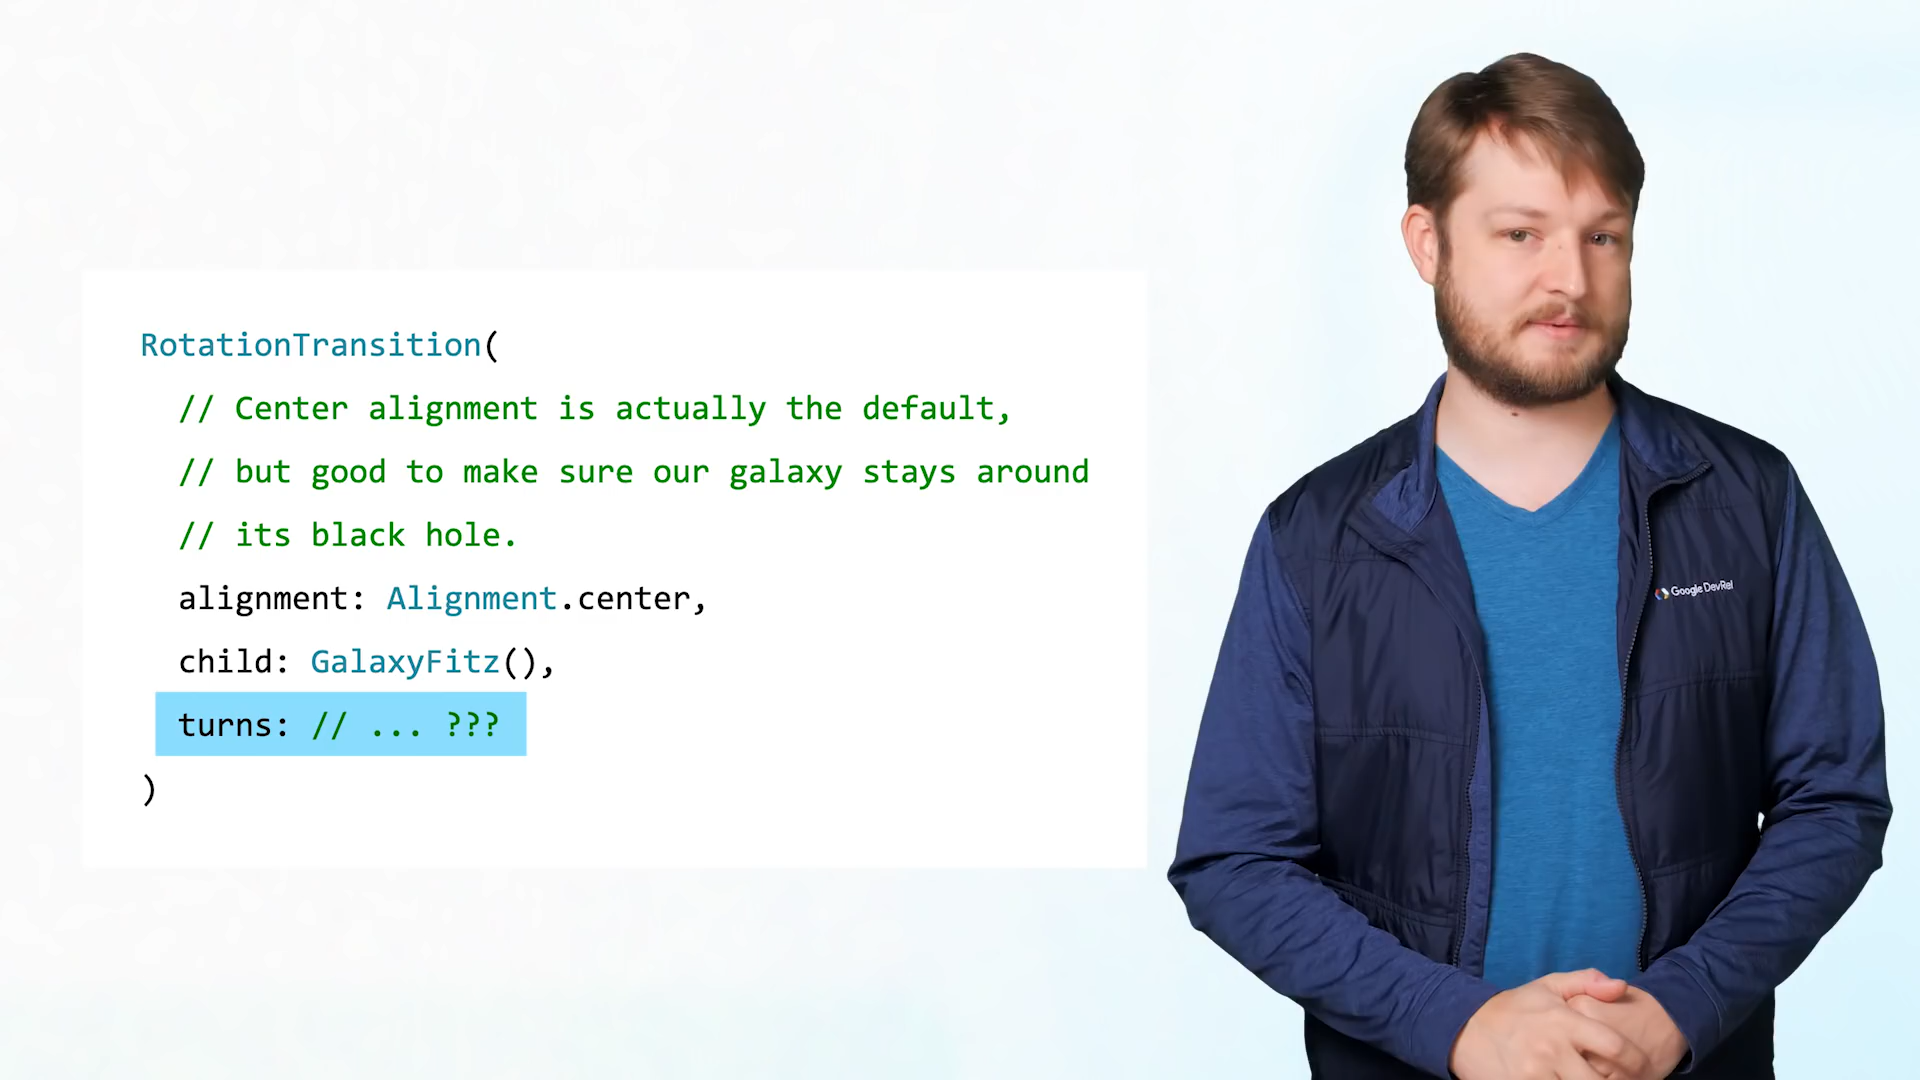 RotationTransition(
// Center alignment is actually the default,
// but good to make sure our galaxy stays around
// its black hole.
alignment: Alignment.center,
child: GalaxyFitz(),
turns: // ... ???
)
Google DevRel